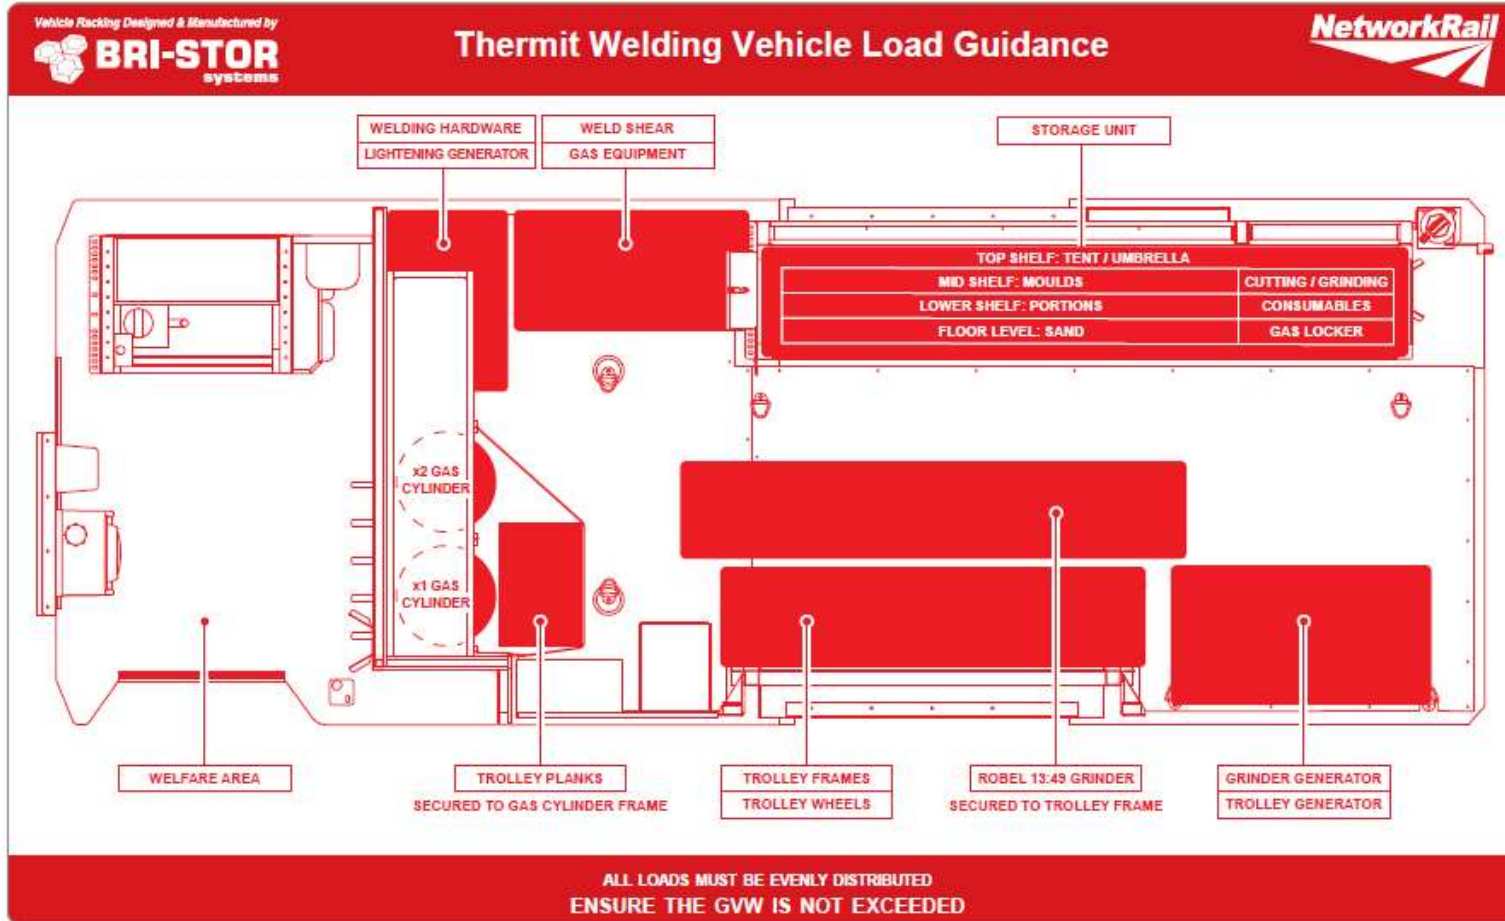 Vehicle Racking Designed & Manufactured by
BRI-STOR
systems
Thermit Welding Vehicle Load Guidance
NetworkRail
WELDING HARDWARE
LIGHTENING GENERATOR
WELD SHEAR
GAS EQUIPMENT
STORAGE UNIT
TOP SHELF: TENT / UMBRELLA
MID SHELF: MOULDS
CUTTING / GRINDING
LOWER SHELF: PORTIONS
CONSUMABLES
FLOOR LEVEL: SAND
GAS LOCKER
x2 GAS
CYLINDER
x1 GAS
CYLINDER
WELFARE AREA
TROLLEY PLANKS
SECURED TO GAS CYLINDER FRAME
TROLLEY FRAMES
TROLLEY WHEELS
ROBEL 13:49 GRINDER
SECURED TO TROLLEY FRAME
GRINDER GENERATOR
TROLLEY GENERATOR
ALL LOADS MUST BE EVENLY DISTRIBUTED
ENSURE THE GVW IS NOT EXCEEDED